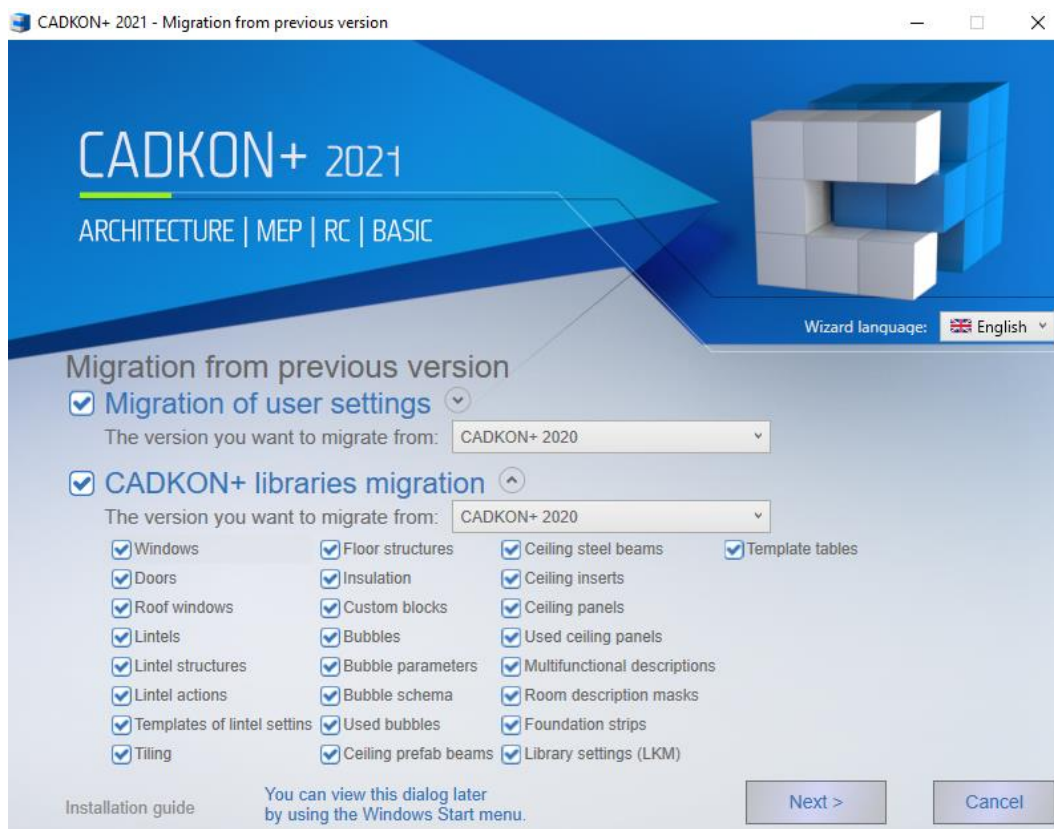 CADKON+ 2021 - Migration from previous version
CADKON+ 2021
ARCHITECTURE | MEP | RC | BASIC
Wizard language: English
Migration from previous version
Migration of user settings
The version you want to migrate from: CADKON+ 2020
CADKON+ libraries migration
The version you want to migrate from: CADKON+ 2020
Windows Floor structures Ceiling steel beams Template tables
Doors Insulation Ceiling inserts
Roof windows Custom blocks Ceiling panels
Lintels Bubbles Used ceiling panels
Lintel structures Bubble parameters Multifunctional descriptions
Lintel actions Bubble schema Room description masks
Templates of lintel settins Used bubbles Foundation strips
Tiling Ceiling prefab beams Library settings (LKM)
Installation guide
You can view this dialog later
by using the Windows Start menu.
Next > Cancel